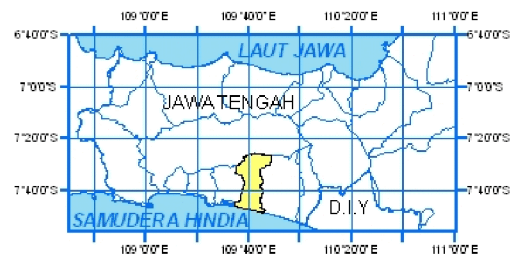 109°0'0"E 109°40'0"E 110°20'0"E 111°0'0"E
6°40'0"S 6°40'0"S
LAUT JAWA
7°0'0"S 7°0'0"S
JAWA TENGAH
7°20'0"S 7°20'0"S
7°40'0"S 7°40'0"S
D.I.Y
SAMUDERA HINDIA
109°0'0"E 109°40'0"E 110°20'0"E 111°0'0"E